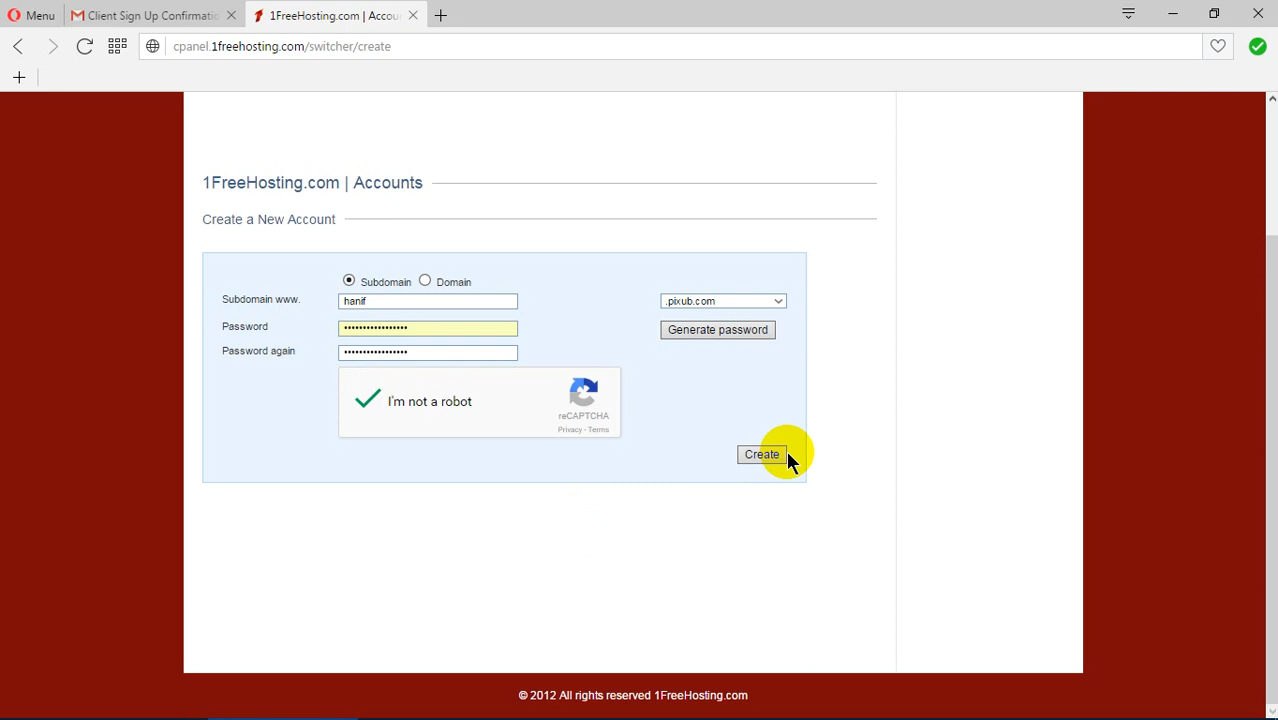 Menu
Client Sign Up Confirmatio
1FreeHosting.com | Accoun
cpanel.1freehosting.com/switcher/create
1FreeHosting.com | Accounts
Create a New Account
Subdomain Domain
Subdomain www. hanif .pixub.com
Password ••••••••••••••••• Generate password
Password again •••••••••••••••••
I'm not a robot
reCAPTCHA
Privacy - Terms
Create
© 2012 All rights reserved 1FreeHosting.com